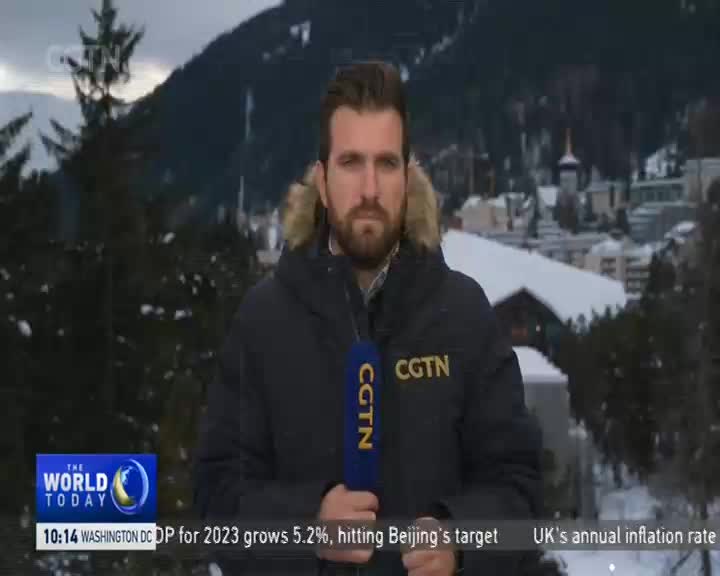 CGTN
CGTN
CGTN
THE
WORLD
TODAY
10:14 WASHINGTON DC
DP for 2023 grows 5.2%, hitting Beijing's target UK's annual inflation rate